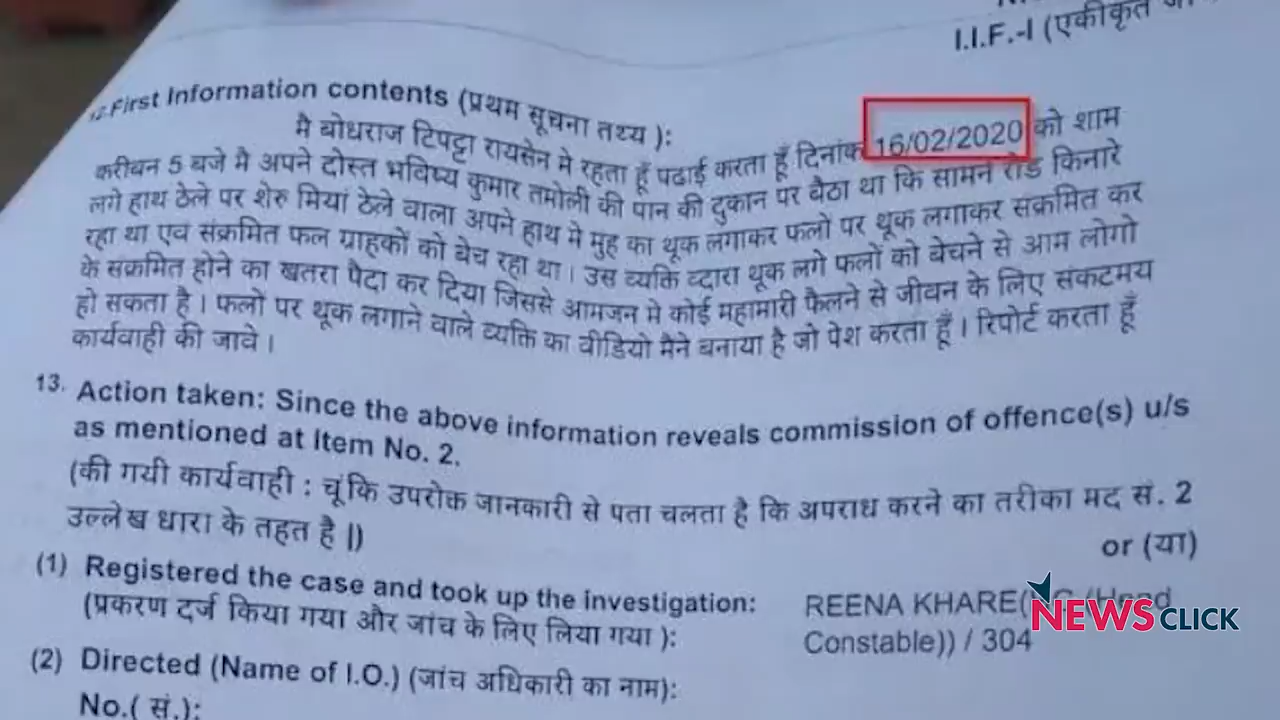 I.I.F.-I (एकीकृत
12.First Information contents (प्रथम सूचना तथ्य ):
मै बोधराज टिपट्टा रायसेन मे रहता हूँ पढाई करता हूँ दिनांक 16/02/2020 को शाम
करीबन 5 बजे मै अपने दोस्त भविष्य कुमार तमोली की पान की दुकान पर बैठा था कि सामने रोड किनारे
लगे हाथ ठेले पर शेरु मियां ठेले वाला अपने हाथ मे मुह का थूक लगाकर फलो पर थूक लगाकर संक्रमित कर
रहा था एवं संक्रमित फल ग्राहकों को बेच रहा था । उस व्यक्ति व्दारा थूक लगे फलों को बेचने से आम लोगो
के संक्रमित होने का खतरा पैदा कर दिया जिससे आमजन मे कोई महामारी फैलने से जीवन के लिए संकटमय
हो सकता है । फलों पर थूक लगाने वाले व्यक्ति का वीडियो मैने बनाया है जो पेश करता हूँ । रिपोर्ट करता हूँ
कार्यवाही की जावे ।
13. Action taken: Since the above information reveals commission of offence(s) u/s
as mentioned at Item No. 2.
(की गयी कार्यवाही : चूंकि उपरोक्त जानकारी से पता चलता है कि अपराध करने का तरीका मद सं. 2
उल्लेख धारा के तहत है |)
or (या)
(1) Registered the case and took up the investigation: REENA KHARE( (Head
(प्रकरण दर्ज किया गया और जांच के लिए लिया गया ): Constable)) / 304
NEWSCLICK
(2) Directed (Name of I.O.) (जांच अधिकारी का नाम):
No.( सं.):